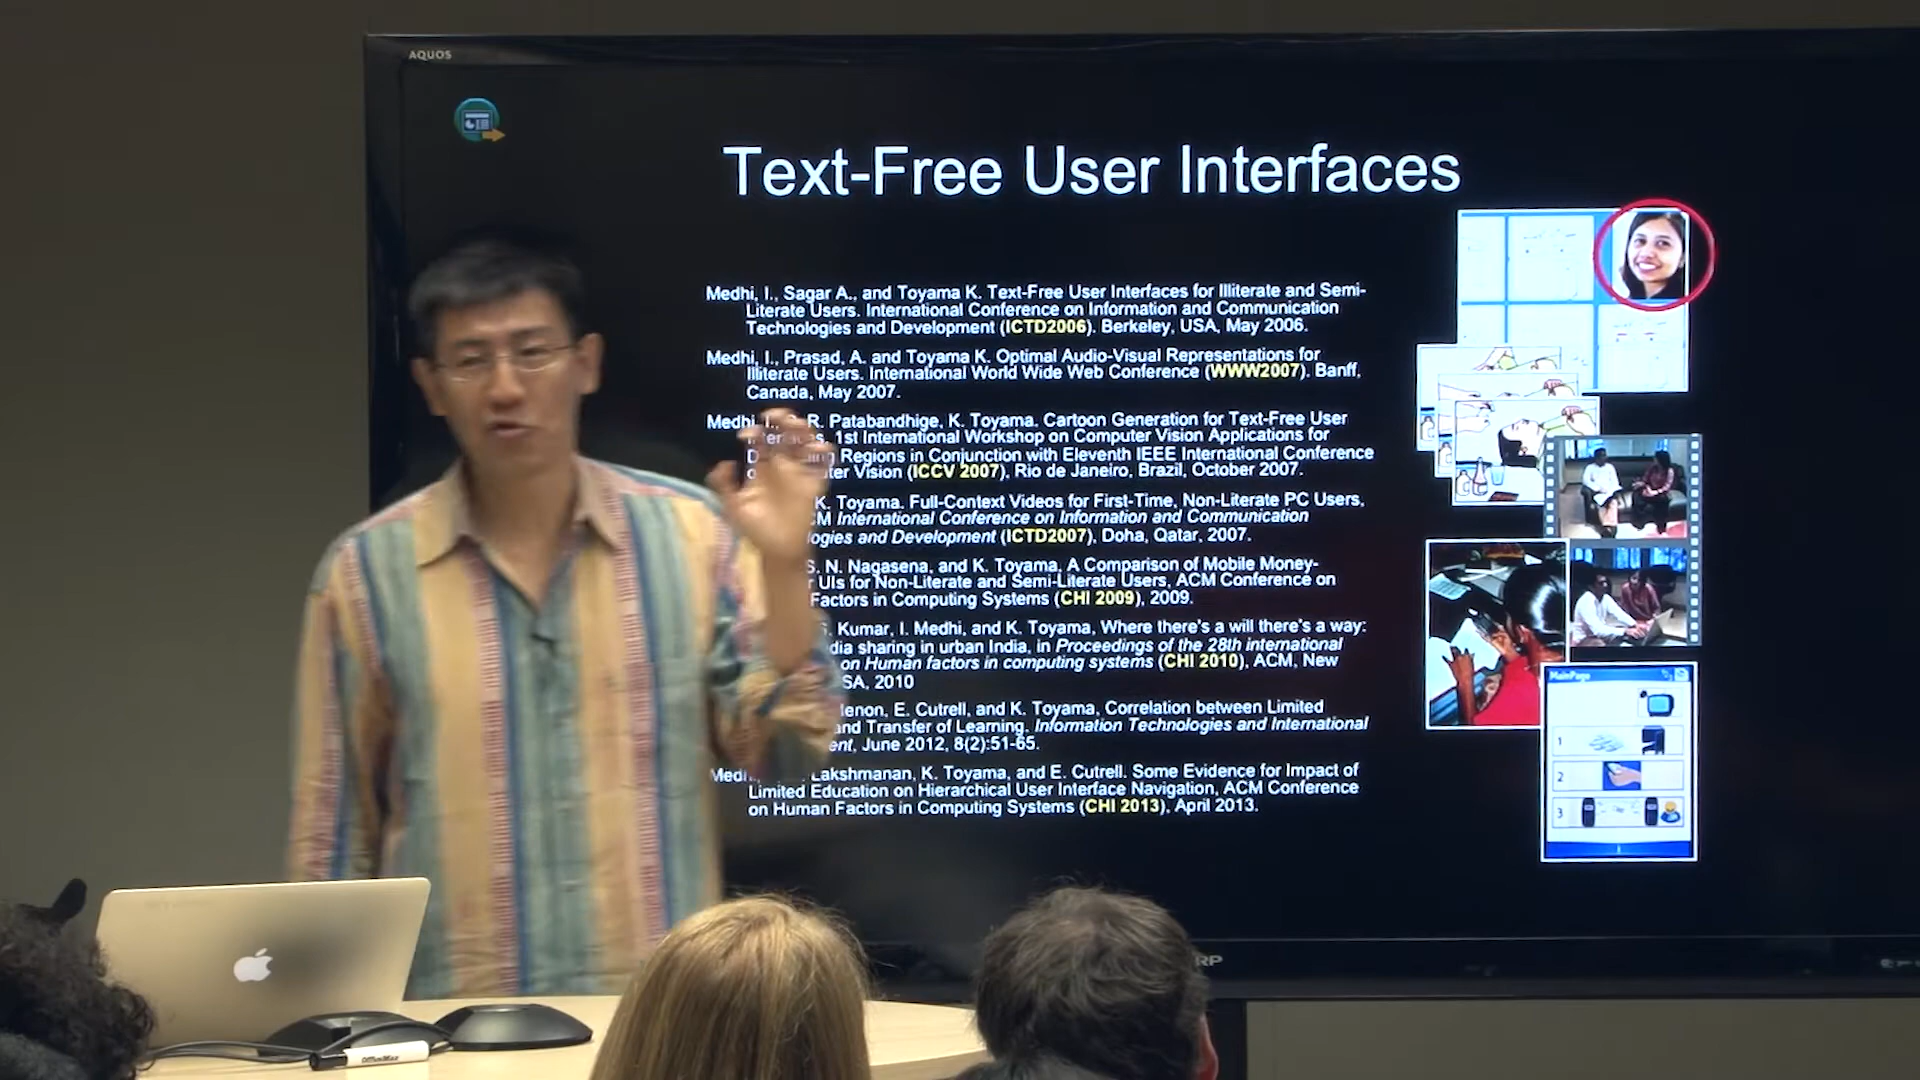 AQUOS
Text-Free User Interfaces
Medhi, I., Sagar A., and Toyama K. Text-Free User Interfaces for Illiterate and Semi-
Literate Users. International Conference on Information and Communication
Technologies and Development (ICTD2006). Berkeley, USA, May 2006.
Medhi, I., Prasad, A. and Toyama K. Optimal Audio-Visual Representations for
Illiterate Users. International World Wide Web Conference (WWW2007). Banff,
Canada, May 2007.
Medhi, I., R. Patabandhige, K. Toyama. Cartoon Generation for Text-Free User
1st International Workshop on Computer Vision Applications for
Regions in Conjunction with Eleventh IEEE International Conference
Vision (ICCV 2007), Rio de Janeiro, Brazil, October 2007.
K. Toyama. Full-Context Videos for First-Time, Non-Literate PC Users,
International Conference on Information and Communication
and Development (ICTD2007), Doha, Qatar, 2007.
S. N. Nagasena, and K. Toyama, A Comparison of Mobile Money-
UIs for Non-Literate and Semi-Literate Users, ACM Conference on
Factors in Computing Systems (CHI 2009), 2009.
Kumar, I. Medhi, and K. Toyama, Where there's a will there's a way:
sharing in urban India, in Proceedings of the 28th international
on Human factors in computing systems (CHI 2010), ACM, New
2010
E. Cutrell, and K. Toyama, Correlation between Limited
and Transfer of Learning. Information Technologies and International
June 2012, 8(2):51-65.
Lakshmanan, K. Toyama, and E. Cutrell. Some Evidence for Impact of
Limited Education on Hierarchical User Interface Navigation, ACM Conference
on Human Factors in Computing Systems (CHI 2013), April 2013.
MainPage
1
2
3
OfficeMax